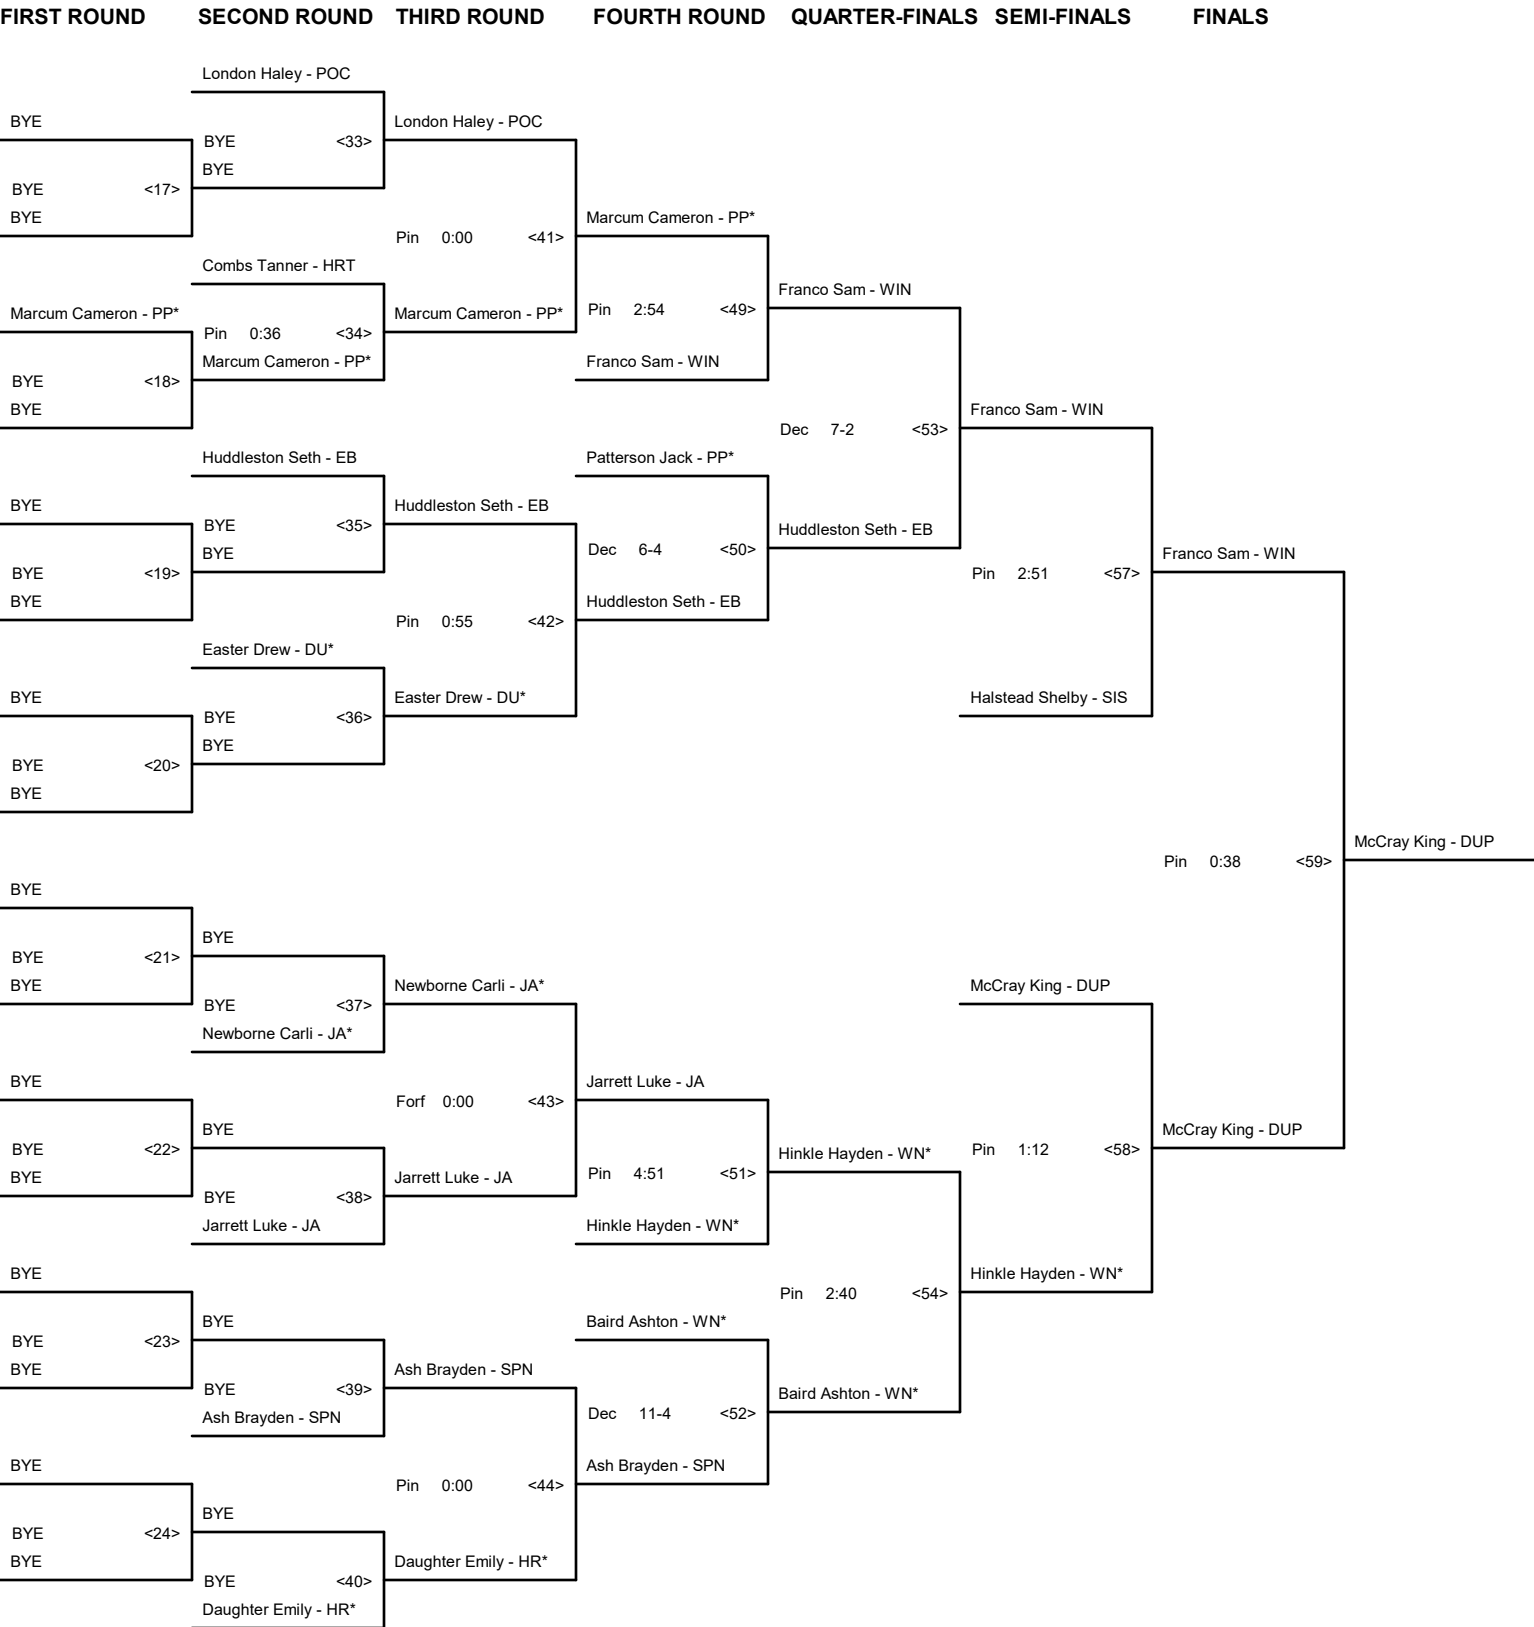 FIRST ROUND SECOND ROUND THIRD ROUND FOURTH ROUND QUARTER-FINALS SEMI-FINALS FINALS
London Haley - POC
BYE London Haley - POC
BYE <33>
BYE
BYE <17>
BYE Marcum Cameron - PP*
Pin 0:00 <41>
Combs Tanner - HRT
Franco Sam - WIN
Marcum Cameron - PP* Marcum Cameron - PP* Pin 2:54 <49>
Pin 0:36 <34>
Marcum Cameron - PP* Franco Sam - WIN
BYE <18>
BYE Franco Sam - WIN
Dec 7-2 <53>
Huddleston Seth - EB Patterson Jack - PP*
BYE Huddleston Seth - EB
BYE <35> Huddleston Seth - EB
BYE Dec 6-4 <50> Franco Sam - WIN
BYE <19> Pin 2:51 <57>
BYE Huddleston Seth - EB
Pin 0:55 <42>
Easter Drew - DU*
BYE Easter Drew - DU* Halstead Shelby - SIS
BYE <36>
BYE
BYE <20>
BYE
McCray King - DUP
Pin 0:38 <59>
BYE
BYE
BYE <21>
BYE Newborne Carli - JA* McCray King - DUP
BYE <37>
Newborne Carli - JA*
BYE Jarrett Luke - JA
Forf 0:00 <43>
BYE McCray King - DUP
BYE <22> Hinkle Hayden - WN* Pin 1:12 <58>
BYE Jarrett Luke - JA Pin 4:51 <51>
BYE <38>
Jarrett Luke - JA Hinkle Hayden - WN*
BYE Hinkle Hayden - WN*
Pin 2:40 <54>
BYE Baird Ashton - WN*
BYE <23>
BYE Ash Brayden - SPN
BYE <39> Baird Ashton - WN*
Ash Brayden - SPN Dec 11-4 <52>
BYE Ash Brayden - SPN
Pin 0:00 <44>
BYE
BYE <24>
BYE Daughter Emily - HR*
BYE <40>
Daughter Emily - HR*